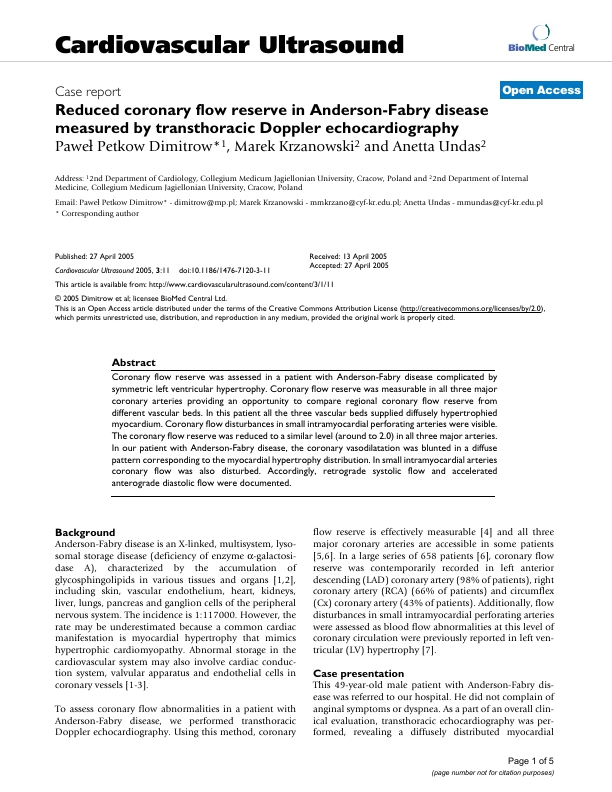 Cardiovascular Ultrasound
BioMed Central
Case report
Open Access
Reduced coronary flow reserve in Anderson-Fabry disease
measured by transthoracic Doppler echocardiography
Paweł Petkow Dimitrow*1, Marek Krzanowski2 and Anetta Undas2
Address: 12nd Department of Cardiology, Collegium Medicum Jagiellonian University, Cracow, Poland and 22nd Department of Internal
Medicine, Collegium Medicum Jagiellonian University, Cracow, Poland
Email: Paweł Petkow Dimitrow* - dimitrow@mp.pl; Marek Krzanowski - mmkrzano@cyf-kr.edu.pl; Anetta Undas - mmundas@cyf-kr.edu.pl
* Corresponding author
Published: 27 April 2005
Cardiovascular Ultrasound 2005, 3:11 doi:10.1186/1476-7120-3-11
Received: 13 April 2005
Accepted: 27 April 2005
This article is available from: http://www.cardiovascularultrasound.com/content/3/1/11
© 2005 Dimitrow et al; licensee BioMed Central Ltd.
This is an Open Access article distributed under the terms of the Creative Commons Attribution License (http://creativecommons.org/licenses/by/2.0),
which permits unrestricted use, distribution, and reproduction in any medium, provided the original work is properly cited.
Abstract
Coronary flow reserve was assessed in a patient with Anderson-Fabry disease complicated by
symmetric left ventricular hypertrophy. Coronary flow reserve was measurable in all three major
coronary arteries providing an opportunity to compare regional coronary flow reserve from
different vascular beds. In this patient all the three vascular beds supplied diffusely hypertrophied
myocardium. Coronary flow disturbances in small intramyocardial perforating arteries were visible.
The coronary flow reserve was reduced to a similar level (around to 2.0) in all three major arteries.
In our patient with Anderson-Fabry disease, the coronary vasodilatation was blunted in a diffuse
pattern corresponding to the myocardial hypertrophy distribution. In small intramyocardial arteries
coronary flow was also disturbed. Accordingly, retrograde systolic flow and accelerated
anterograde diastolic flow were documented.
Background
Anderson-Fabry disease is an X-linked, multisystem, lyso-
somal storage disease (deficiency of enzyme α-galactosi-
dase A), characterized by the accumulation of
glycosphingolipids in various tissues and organs [1,2],
including skin, vascular endothelium, heart, kidneys,
liver, lungs, pancreas and ganglion cells of the peripheral
nervous system. The incidence is 1:117000. However, the
rate may be underestimated because a common cardiac
manifestation is myocardial hypertrophy that mimics
hypertrophic cardiomyopathy. Abnormal storage in the
cardiovascular system may also involve cardiac conduc-
tion system, valvular apparatus and endothelial cells in
coronary vessels [1-3].
To assess coronary flow abnormalities in a patient with
Anderson-Fabry disease, we performed transthoracic
Doppler echocardiography. Using this method, coronary
flow reserve is effectively measurable [4] and all three
major coronary arteries are accessible in some patients
[5,6]. In a large series of 658 patients [6], coronary flow
reserve was contemporarily recorded in left anterior
descending (LAD) coronary artery (98% of patients), right
coronary artery (RCA) (66% of patients) and circumflex
(Cx) coronary artery (43% of patients). Additionally, flow
disturbances in small intramyocardial perforating arteries
were assessed as blood flow abnormalities at this level of
coronary circulation were previously reported in left ven-
tricular (LV) hypertrophy [7].
Case presentation
This 49-year-old male patient with Anderson-Fabry dis-
ease was referred to our hospital. He did not complain of
anginal symptoms or dyspnea. As a part of an overall clin-
ical evaluation, transthoracic echocardiography was per-
formed, revealing a diffusely distributed myocardial
Page 1 of 5
(page number not for citation purposes)